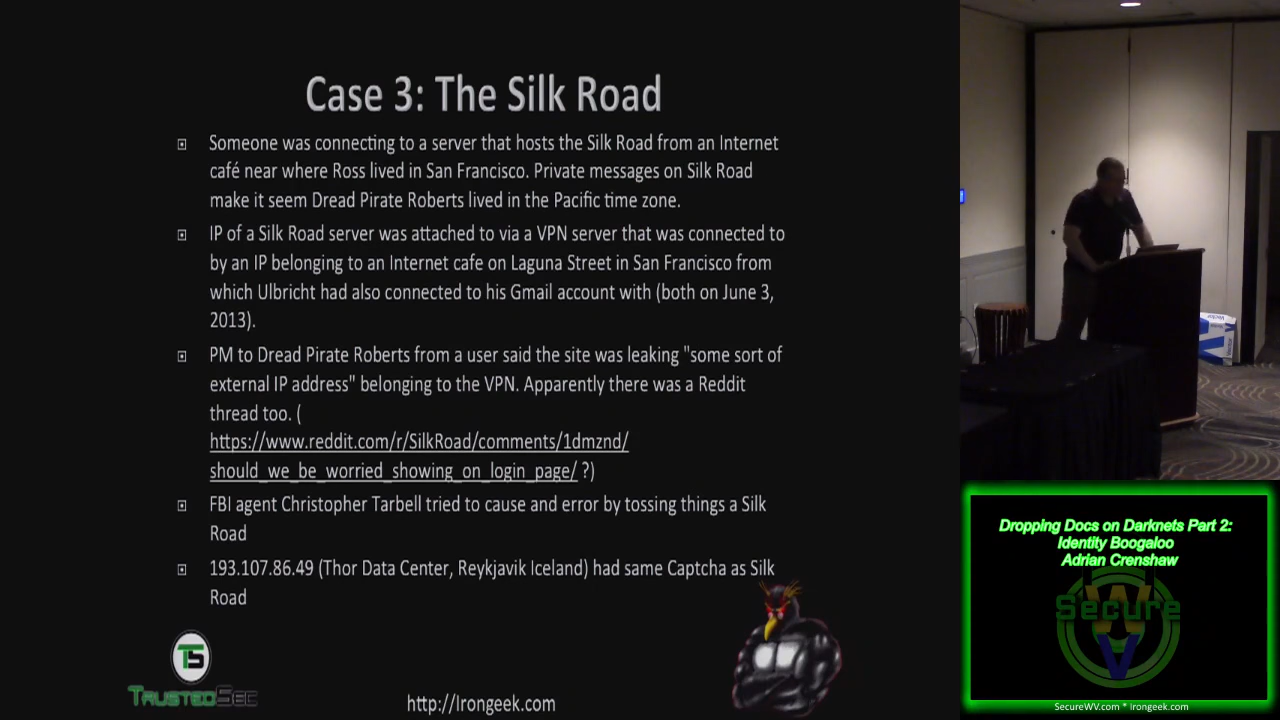 Case 3: The Silk Road
Someone was connecting to a server that hosts the Silk Road from an Internet
café near where Ross lived in San Francisco. Private messages on Silk Road
make it seem Dread Pirate Roberts lived in the Pacific time zone.
IP of a Silk Road server was attached to via a VPN server that was connected to
by an IP belonging to an Internet cafe on Laguna Street in San Francisco from
which Ulbricht had also connected to his Gmail account with (both on June 3,
2013).
PM to Dread Pirate Roberts from a user said the site was leaking "some sort of
external IP address" belonging to the VPN. Apparently there was a Reddit
thread too. (
https://www.reddit.com/r/SilkRoad/comments/1dmznd/
should_we_be_worried_showing_on_login_page/ ?)
FBI agent Christopher Tarbell tried to cause and error by tossing things a Silk
Road
193.107.86.49 (Thor Data Center, Reykjavik Iceland) had same Captcha as Silk
Road
TS
TRUSTEDSEC
http://Irongeek.com
Dropping Docs on Darknets Part 2:
Identity Boogaloo
Adrian Crenshaw
Secure
WV
SecureWV.com * Irongeek.com